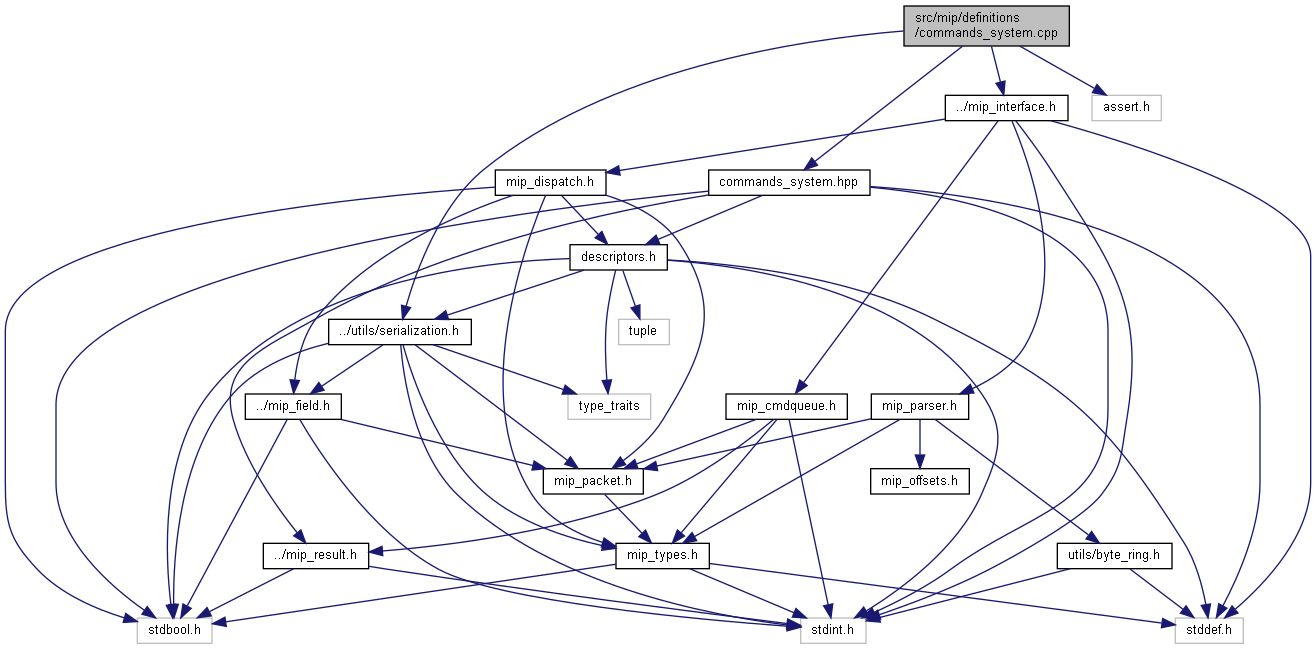 src/mip/definitions
/commands_system.cpp
../mip_interface.h
assert.h
mip_dispatch.h
commands_system.hpp
descriptors.h
../utils/serialization.h
tuple
../mip_field.h
type_traits
mip_cmdqueue.h
mip_parser.h
mip_packet.h
mip_offsets.h
../mip_result.h
mip_types.h
utils/byte_ring.h
stdbool.h
stdint.h
stddef.h